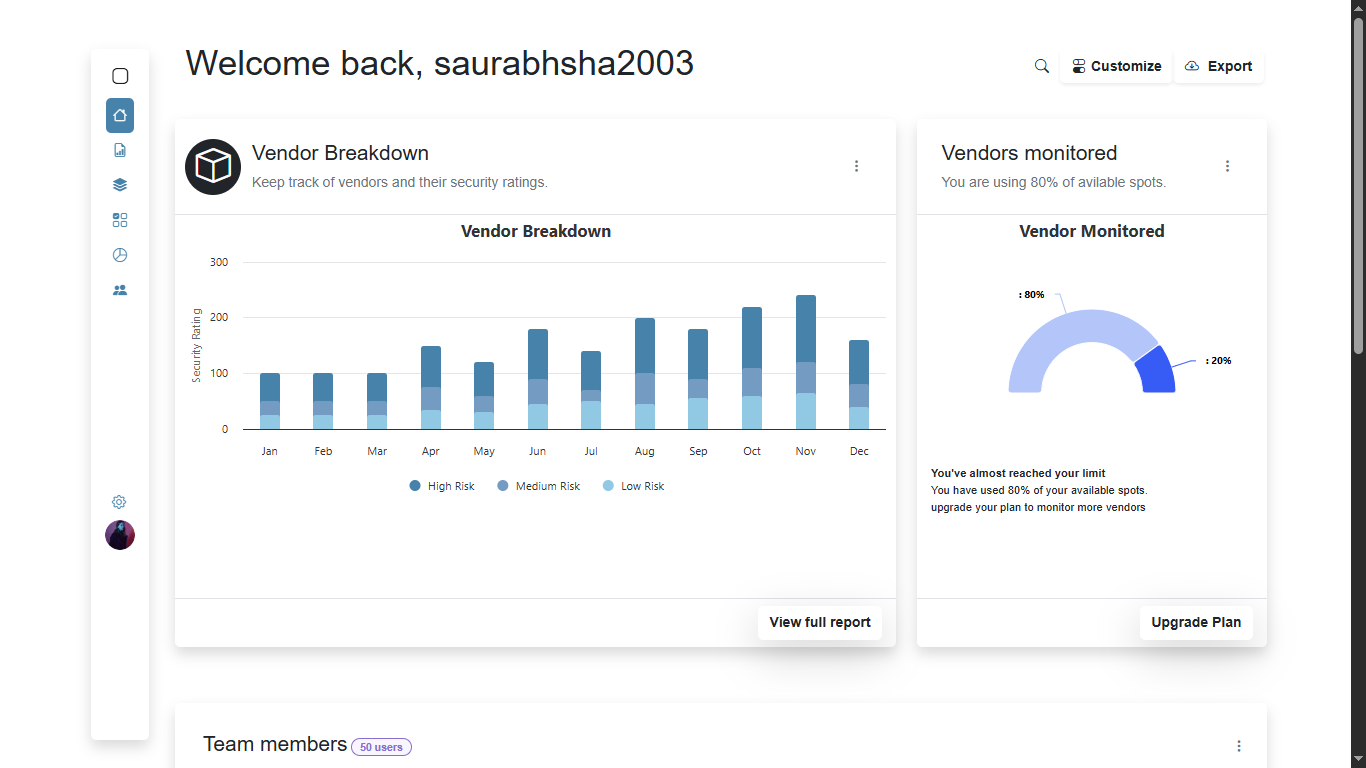 Welcome back, saurabhsha2003
Customize
Export
Vendor Breakdown
Keep track of vendors and their security ratings.
Vendor Breakdown
300
200
100
0
Security Rating
Jan Feb Mar Apr May Jun Jul Aug Sep Oct Nov Dec
High Risk Medium Risk Low Risk
View full report
Vendors monitored
You are using 80% of avilable spots.
Vendor Monitored
: 80%
: 20%
You've almost reached your limit
You have used 80% of your available spots.
upgrade your plan to monitor more vendors
Upgrade Plan
Team members 50 users